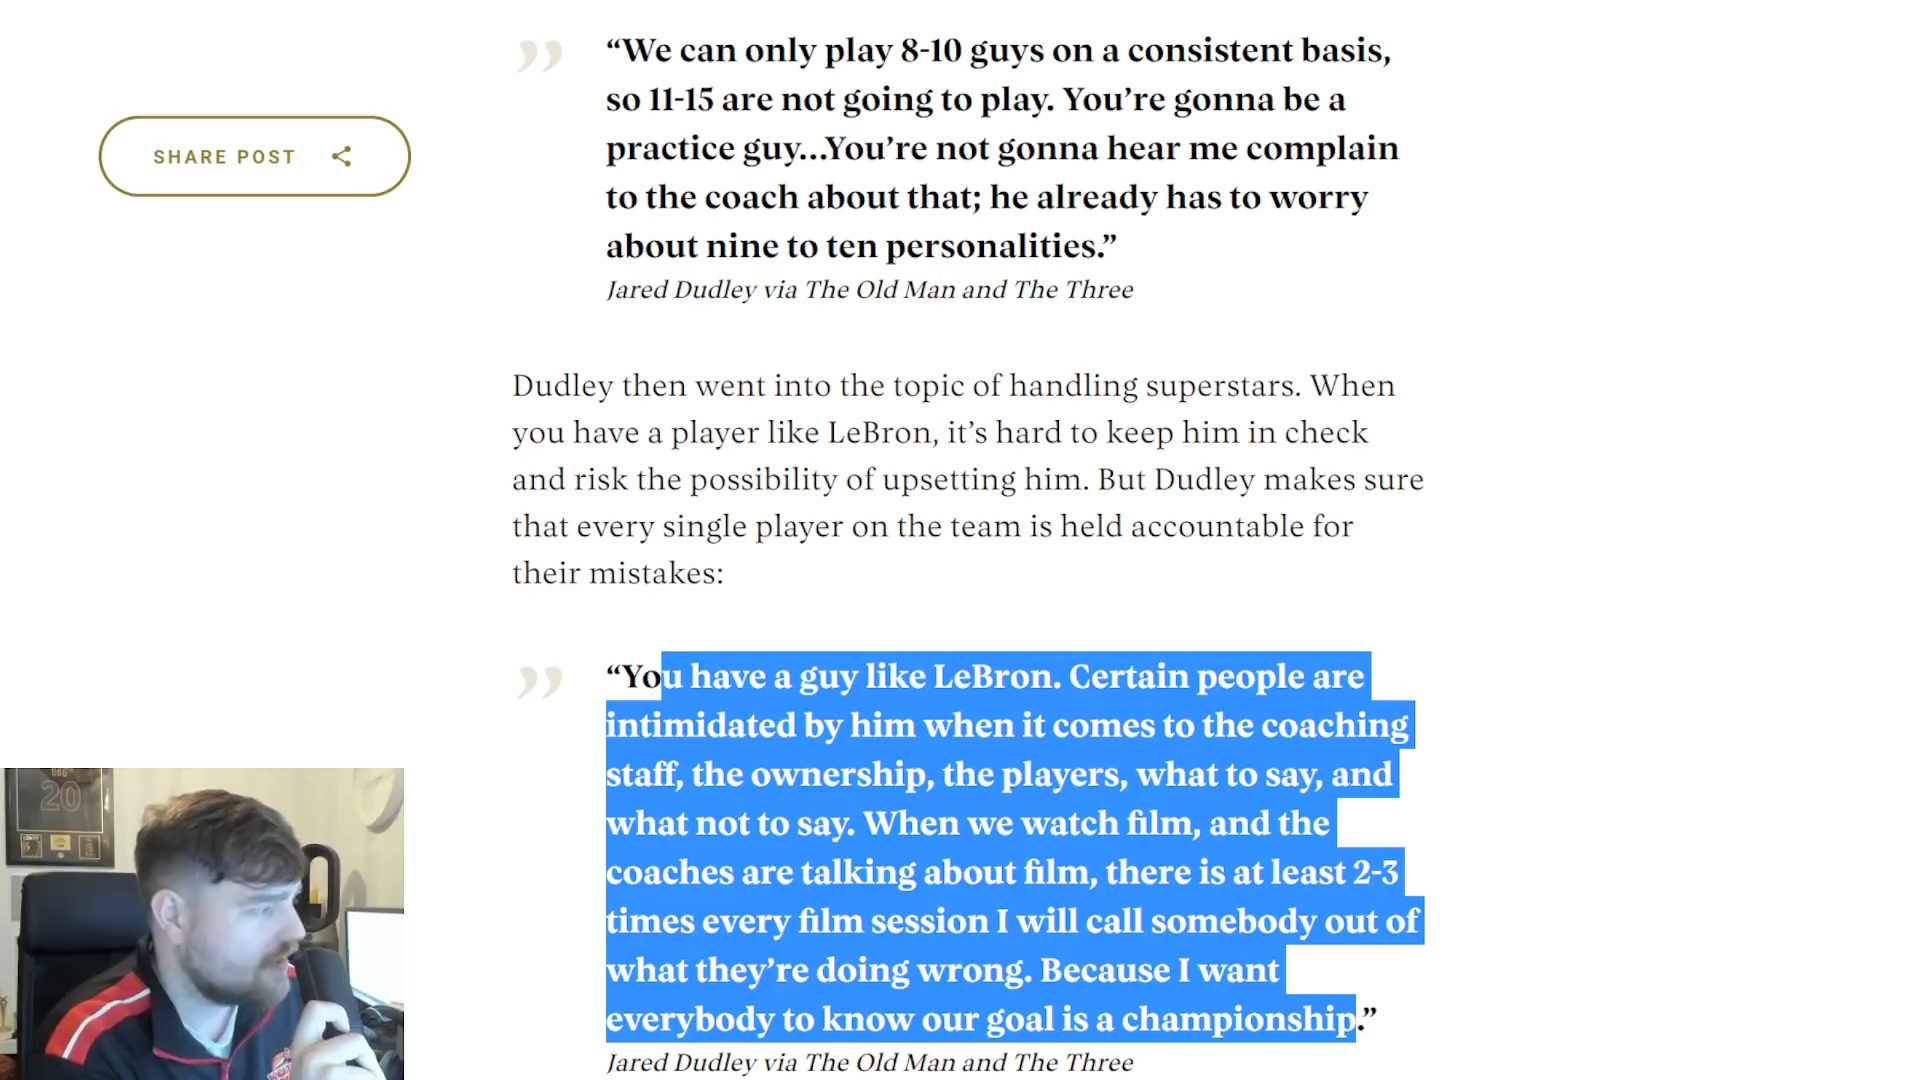 “We can only play 8-10 guys on a consistent basis,
so 11-15 are not going to play. You’re gonna be a
practice guy...You’re not gonna hear me complain
to the coach about that; he already has to worry
about nine to ten personalities.”
Jared Dudley via The Old Man and The Three
SHARE POST
Dudley then went into the topic of handling superstars. When
you have a player like LeBron, it’s hard to keep him in check
and risk the possibility of upsetting him. But Dudley makes sure
that every single player on the team is held accountable for
their mistakes:
“You have a guy like LeBron. Certain people are
intimidated by him when it comes to the coaching
staff, the ownership, the players, what to say, and
what not to say. When we watch film, and the
coaches are talking about film, there is at least 2-3
times every film session I will call somebody out of
what they’re doing wrong. Because I want
everybody to know our goal is a championship.”
Jared Dudley via The Old Man and The Three
20